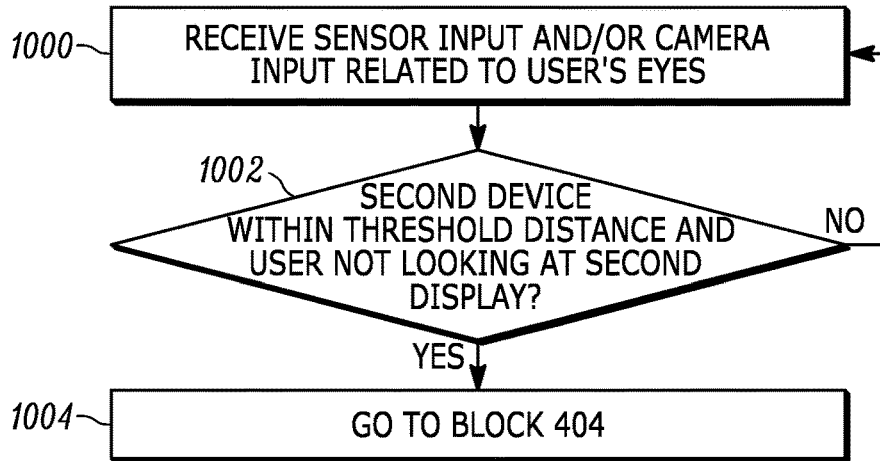 1000
RECEIVE SENSOR INPUT AND/OR CAMERA
INPUT RELATED TO USER'S EYES
1002
SECOND DEVICE
WITHIN THRESHOLD DISTANCE AND
USER NOT LOOKING AT SECOND
DISPLAY?
NO
YES
1004
GO TO BLOCK 404